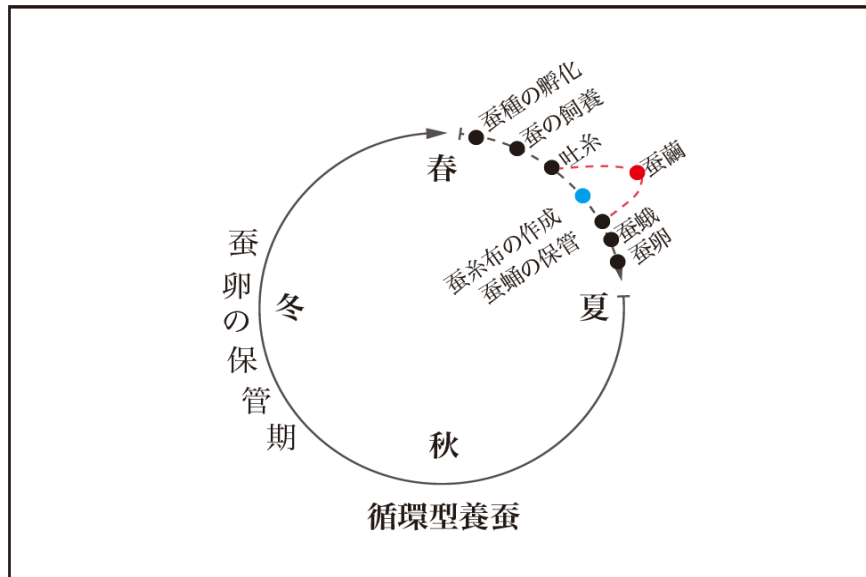 蚕種の孵化
蚕の飼養
吐糸
蚕繭
蚕糸布の作成
蚕蛹の保管
蚕蛾
蚕卵
春
夏
秋
冬
蚕卵の保管期
循環型養蚕